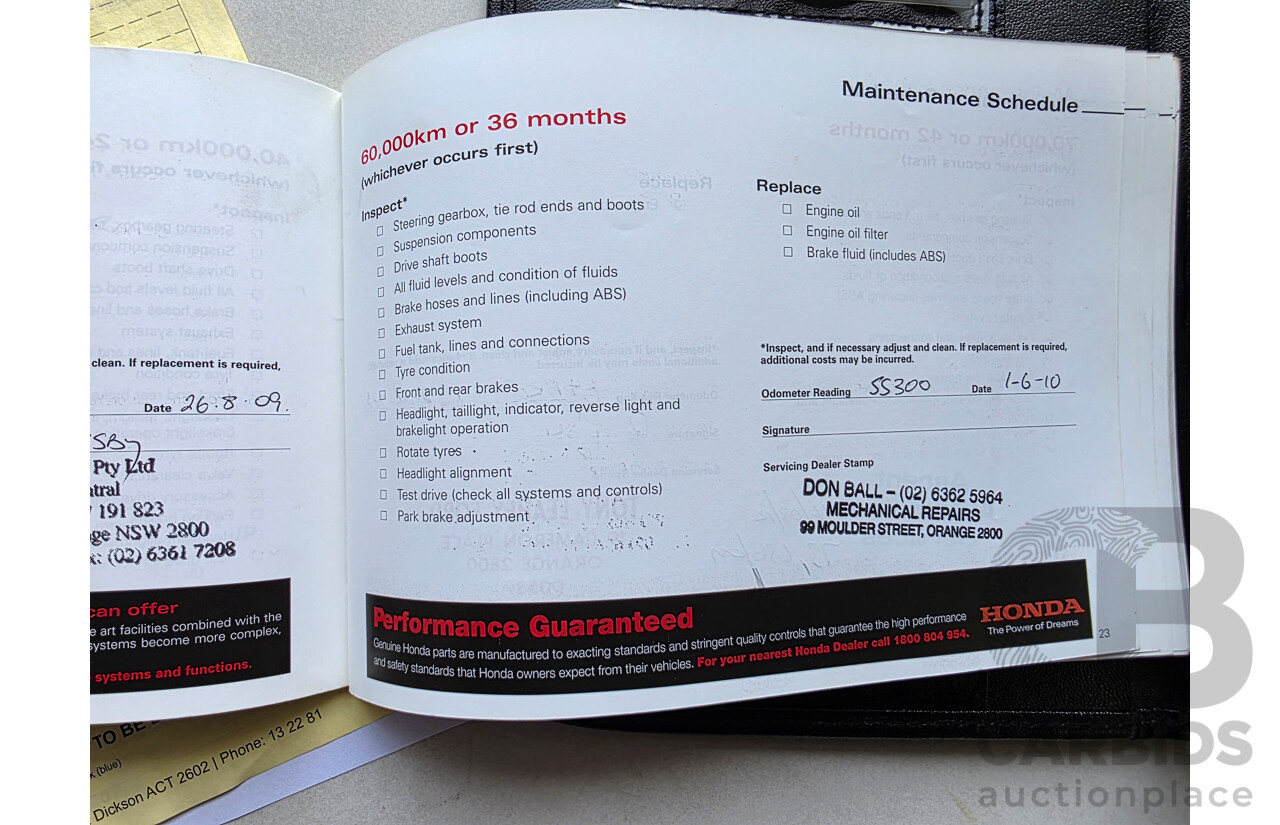 clean. If replacement is required,
Date 26.8.09.
Pty Ltd
191 823
NSW 2800
(02) 6361 7208
can offer
art facilities combined with the
systems become more complex,
systems and functions.
TO BE
(blue)
Dickson ACT 2602 | Phone: 13 22 81
Maintenance Schedule
60,000km or 36 months
(whichever occurs first)
Inspect*
Steering gearbox, tie rod ends and boots
Suspension components
Drive shaft boots
All fluid levels and condition of fluids
Brake hoses and lines (including ABS)
Exhaust system
Fuel tank, lines and connections
Tyre condition
Front and rear brakes
Headlight, taillight, indicator, reverse light and
brakelight operation
Rotate tyres
Headlight alignment
Test drive (check all systems and controls)
Park brake adjustment
Replace
Engine oil
Engine oil filter
Brake fluid (includes ABS)
*Inspect, and if necessary adjust and clean. If replacement is required,
additional costs may be incurred.
Odometer Reading 55300 Date 1-6-10
Signature
Servicing Dealer Stamp
DON BALL – (02) 6362 5964
MECHANICAL REPAIRS
99 MOULDER STREET, ORANGE 2800
Performance Guaranteed
Genuine Honda parts are manufactured to exacting standards and stringent quality controls that guarantee the high performance
and safety standards that Honda owners expect from their vehicles. For your nearest Honda Dealer call 1800 804 954.
HONDA
The Power of Dreams
23
CARBIDS
auctionplace